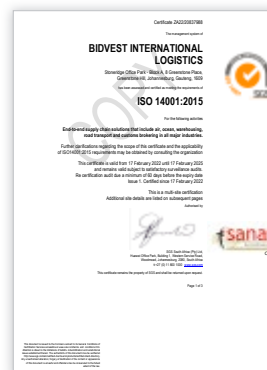 Certificate ZA22/00037988
The management system of
BIDVEST INTERNATIONAL
LOGISTICS
Stoneridge Office Park - Block A, 8 Greenstone Place,
Greenstone Hill, Johannesburg, Gauteng, 1609
has been assessed and certified as meeting the requirements of
ISO 14001:2015
For the following activities
End-to-end supply chain solutions that include air, ocean, warehousing,
road transport and customs brokering in all major industries.
Further clarifications regarding the scope of this certificate and the applicability
of ISO14001:2015 requirements may be obtained by consulting the organization
This certificate is valid from 17 February 2022 until 17 February 2025
and remains valid subject to satisfactory surveillance audits.
Re certification audit due a minimum of 60 days before the expiry date
Issue 1. Certified since 17 February 2022
This is a multi-site certification
Additional site details are listed on subsequent pages
Authorised by
COPY
SGS
sana
SGS South Africa (Pty) Ltd,
This certificate remains the property of SGS and shall be returned upon request.
Page 1 of 2